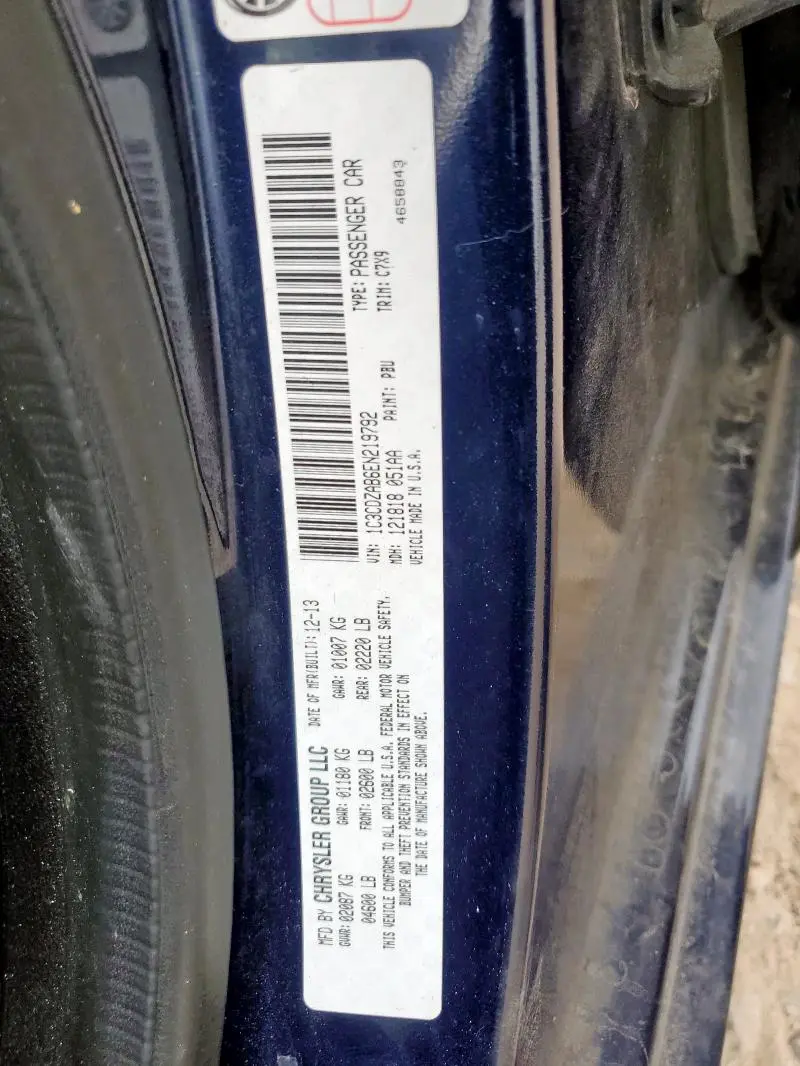 MFD BY CHRYSLER GROUP LLC
DATE OF MFR(BUILT): 12-13
GVWR: 02087 KG
GAWR: 01180 KG
GAWR: 01007 KG
04600 LB
FRONT: 02600 LB
REAR: 02220 LB
THIS VEHICLE CONFORMS TO ALL APPLICABLE U.S.A. FEDERAL MOTOR VEHICLE SAFETY,
BUMPER AND THEFT PREVENTION STANDARDS IN EFFECT ON
THE DATE OF MANUFACTURE SHOWN ABOVE.
VIN: 1C3CDZAB6EN219792
TYPE: PASSENGER CAR
MDH: 121818 051AA
PAINT: PBU
TRIM: C7X9
VEHICLE MADE IN U.S.A.
4658843